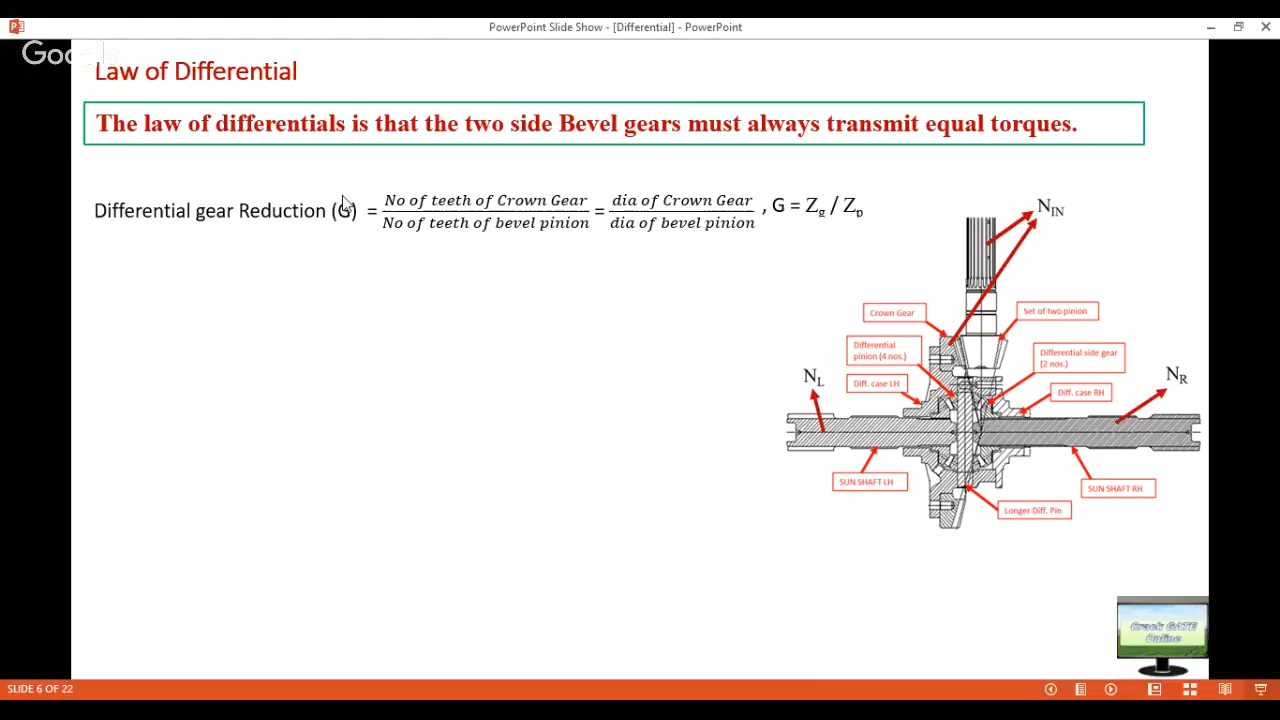 PowerPoint Slide Show - [Differential] - PowerPoint
Google
Law of Differential
The law of differentials is that the two side Bevel gears must always transmit equal torques.
Differential gear Reduction (G) = No of teeth of Crown Gear / No of teeth of bevel pinion = dia of Crown Gear / dia of bevel pinion , G = Zg / Zp
NIN
Crown Gear
Set of two pinion
Differential
pinion (4 nos.)
Differential side gear
(2 nos.)
NL
NR
Diff. case LH
Diff. case RH
SUN SHAFT LH
SUN SHAFT RH
Longer Diff. Pin
Crack GATE
Online
SLIDE 6 OF 22